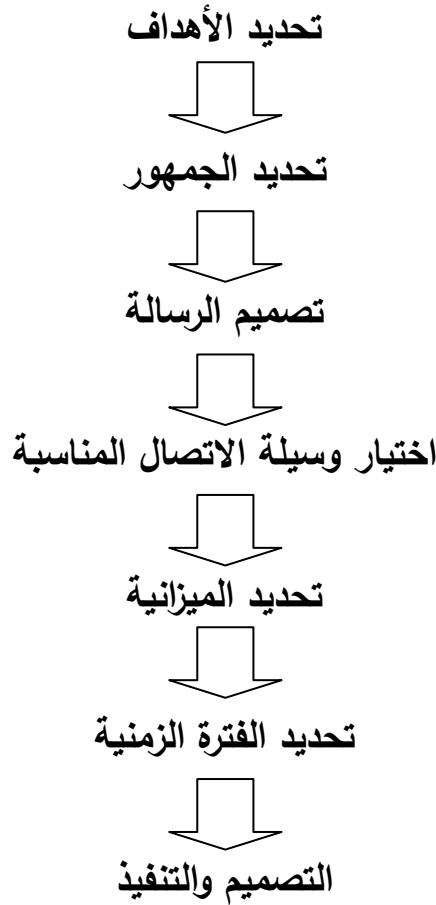 تحديد الأهداف
تحديد الجمهور
تصميم الرسالة
اختيار وسيلة الاتصال المناسبة
تحديد الميزانية
تحديد الفترة الزمنية
التصميم والتنفيذ